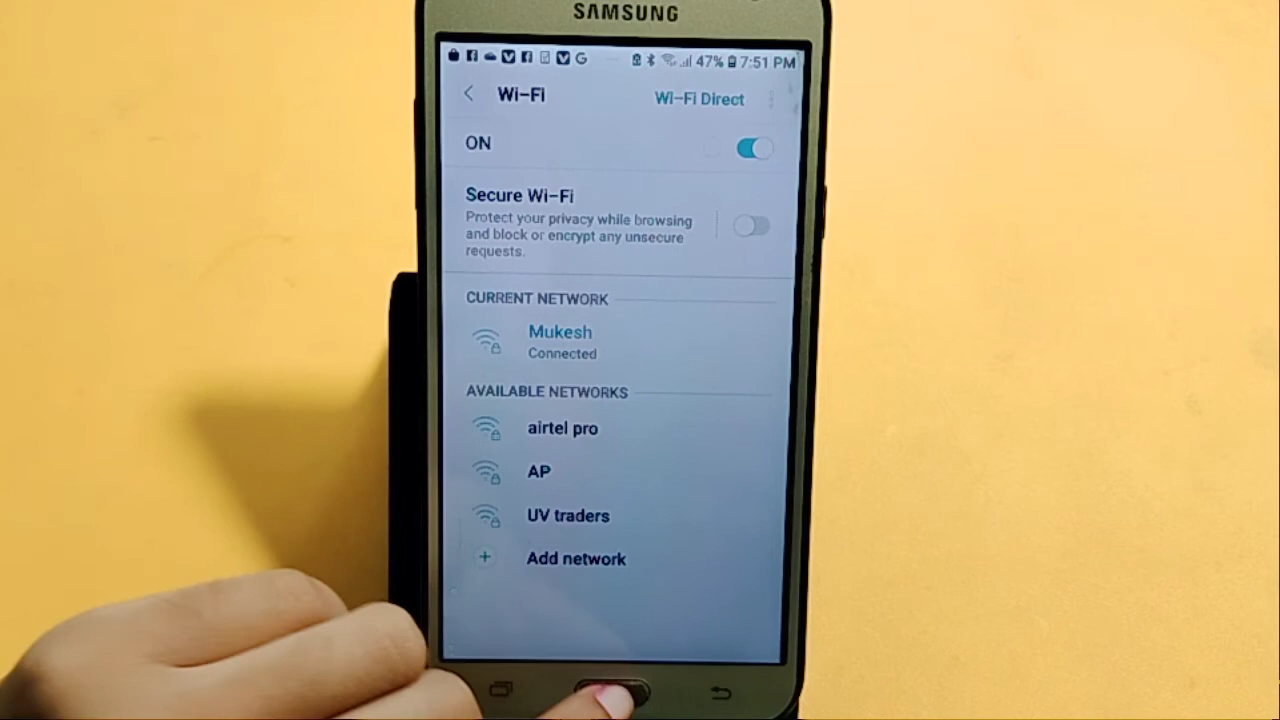 SAMSUNG
47% 7:51 PM
Wi-Fi
Wi-Fi Direct
ON
Secure Wi-Fi
Protect your privacy while browsing
and block or encrypt any unsecure
requests.
CURRENT NETWORK
Mukesh
Connected
AVAILABLE NETWORKS
airtel pro
AP
UV traders
Add network